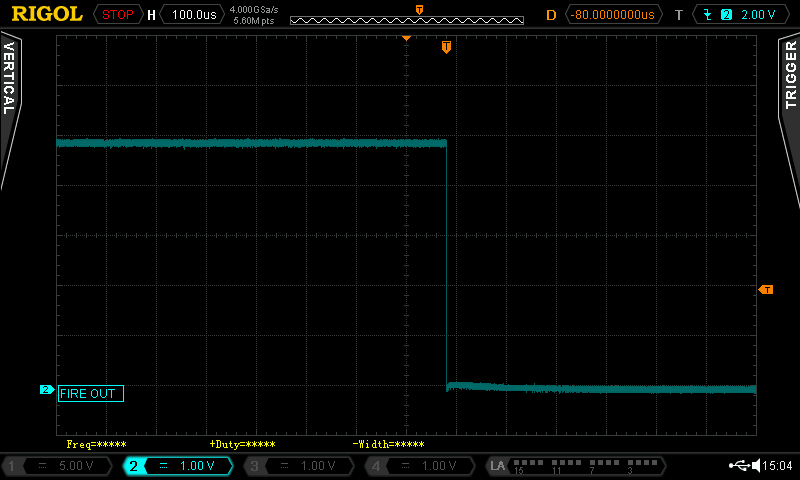 RIGOL STOP H 100.0us 4.000GSa/s D -80.0000000us T 2 2.00 V
5.60M pts
T
T
VERTICAL
TRIGGER
T
2 FIRE OUT
Freq=***** +Duty=***** -Width=*****
1 5.00 V 2 1.00 V 3 1.00 V 4 1.00 V LA 15 11 7 3 15:04